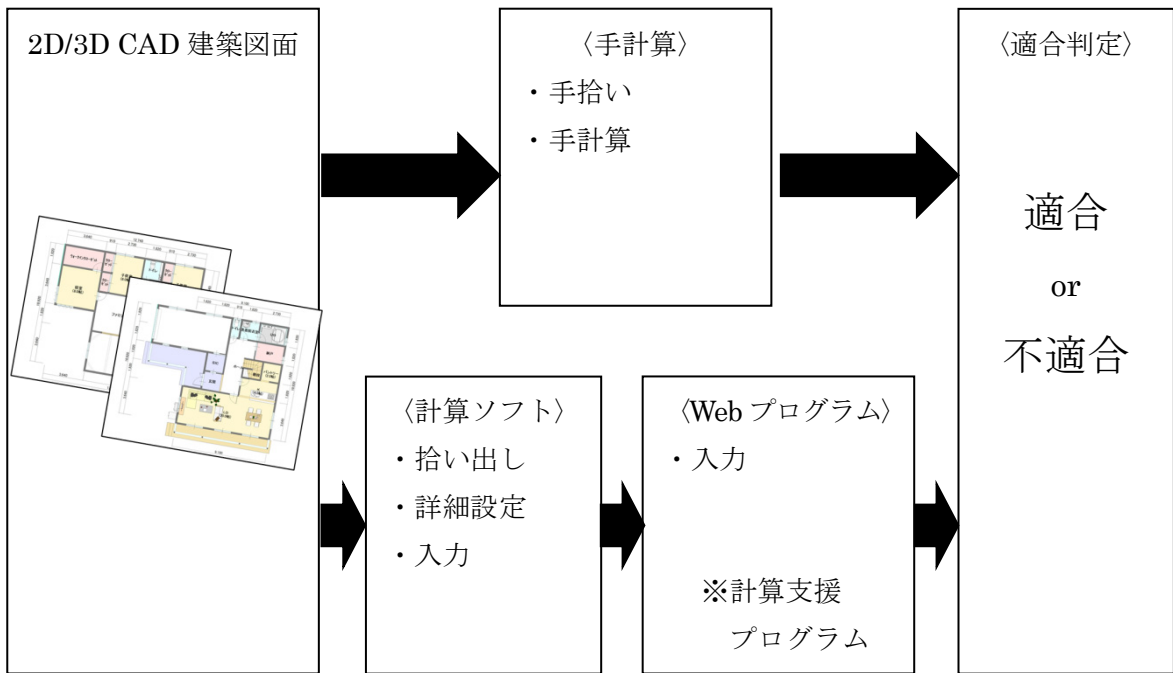 2D/3D CAD 建築図面
〈手計算〉
・手拾い
・手計算
〈適合判定〉
適合
or
不適合
〈計算ソフト〉
・拾い出し
・詳細設定
・入力
〈Web プログラム〉
・入力
※計算支援
プログラム